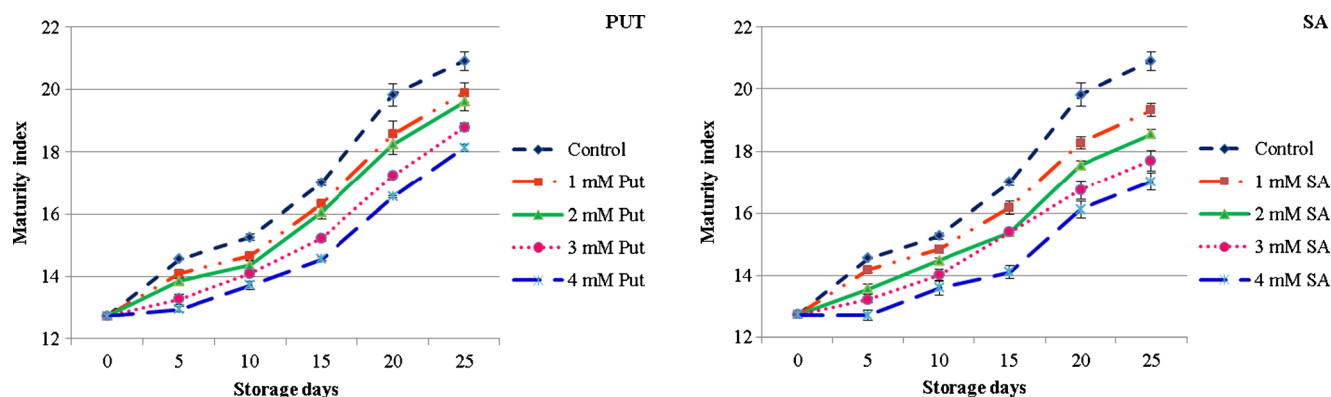 PUT
22
20
18
16
14
12
Maturity index
0 5 10 15 20 25
Storage days
Control
1 mM Put
2 mM Put
3 mM Put
4 mM Put
SA
22
20
18
16
14
12
Maturity index
0 5 10 15 20 25
Storage days
Control
1 mM SA
2 mM SA
3 mM SA
4 mM SA